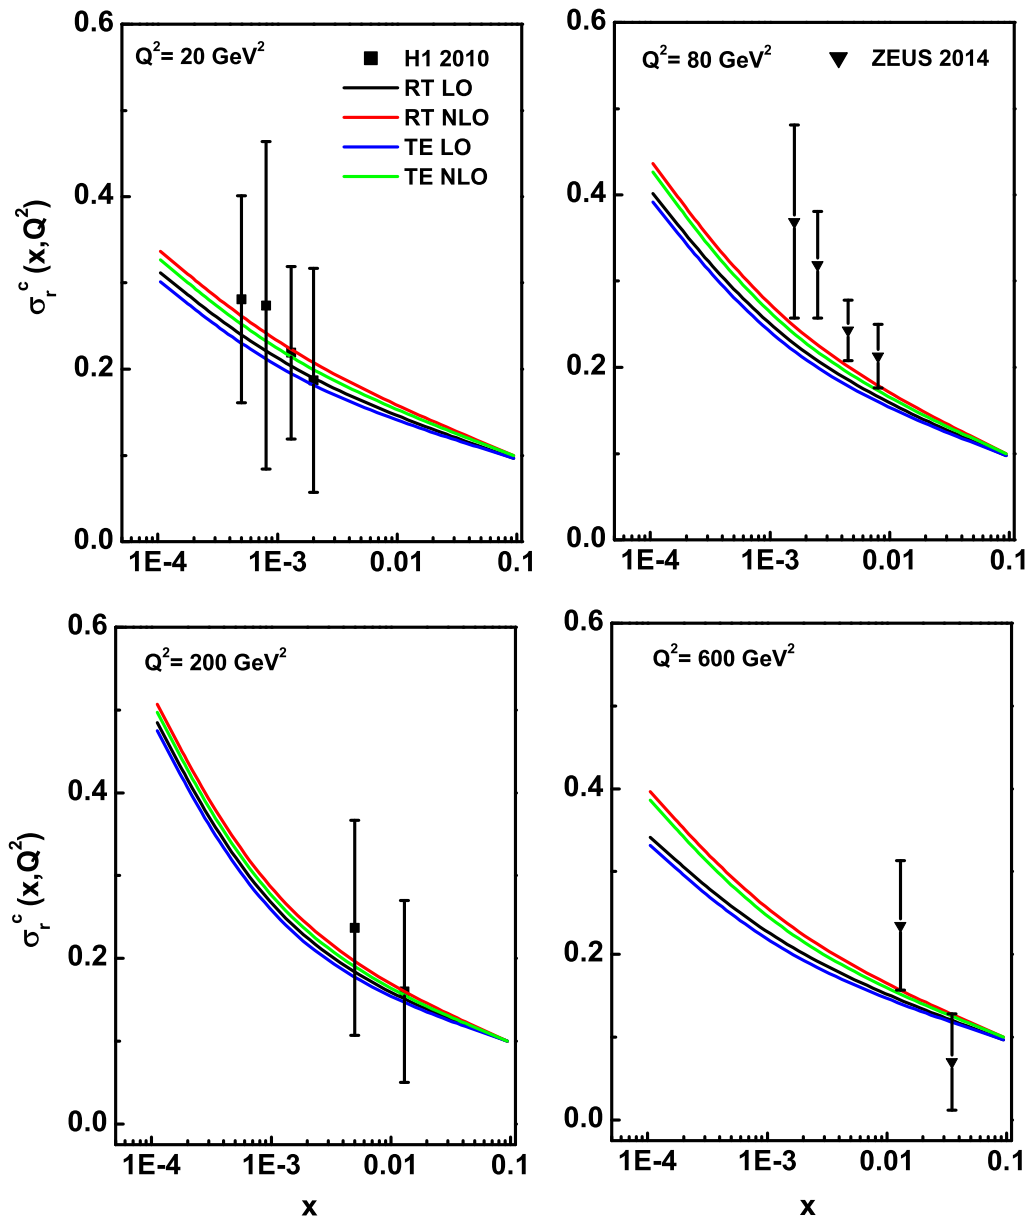 Q²= 20 GeV²
H1 2010
RT LO
RT NLO
TE LO
TE NLO
0.6
0.4
0.2
0.0
σᵣᶜ (x,Q²)
1E-4 1E-3 0.01 0.1
Q²= 80 GeV²
ZEUS 2014
0.6
0.4
0.2
0.0
1E-4 1E-3 0.01 0.1
Q²= 200 GeV²
0.6
0.4
0.2
0.0
σᵣᶜ (x,Q²)
1E-4 1E-3 0.01 0.1
x
Q²= 600 GeV²
0.6
0.4
0.2
0.0
1E-4 1E-3 0.01 0.1
x